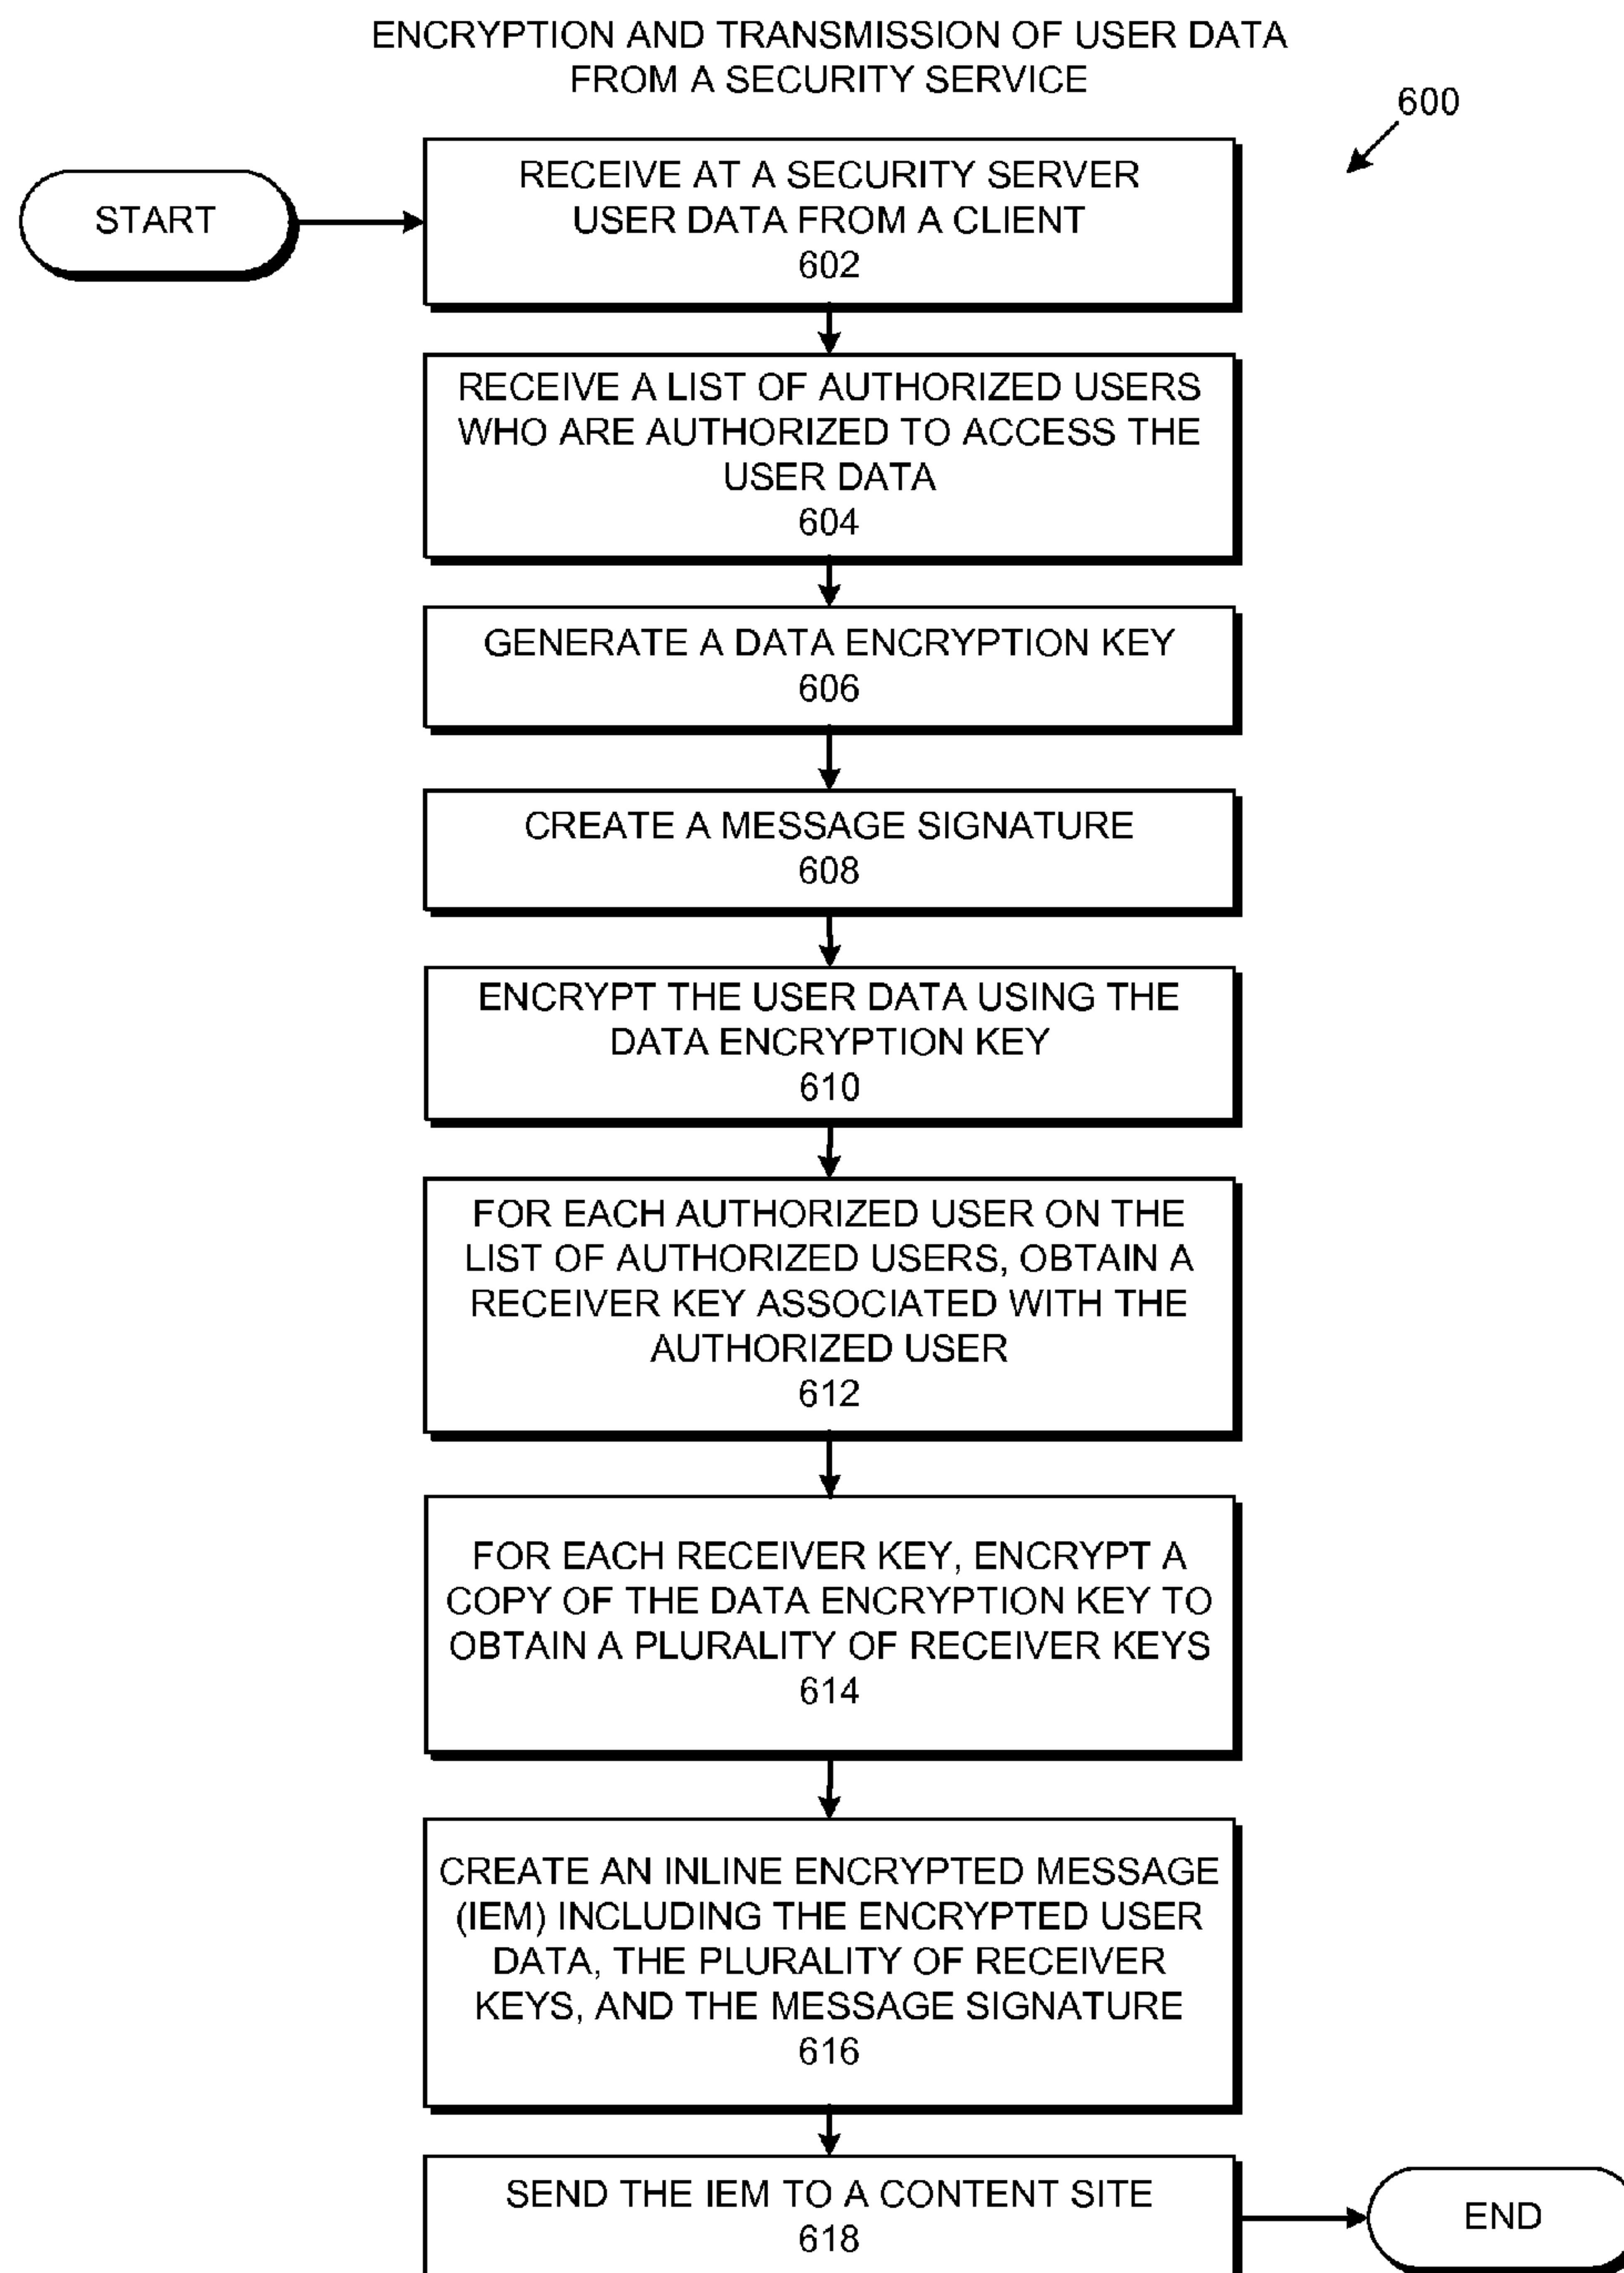 ENCRYPTION AND TRANSMISSION OF USER DATA
FROM A SECURITY SERVICE
600
START
RECEIVE AT A SECURITY SERVER
USER DATA FROM A CLIENT
602
RECEIVE A LIST OF AUTHORIZED USERS
WHO ARE AUTHORIZED TO ACCESS THE
USER DATA
604
GENERATE A DATA ENCRYPTION KEY
606
CREATE A MESSAGE SIGNATURE
608
ENCRYPT THE USER DATA USING THE
DATA ENCRYPTION KEY
610
FOR EACH AUTHORIZED USER ON THE
LIST OF AUTHORIZED USERS, OBTAIN A
RECEIVER KEY ASSOCIATED WITH THE
AUTHORIZED USER
612
FOR EACH RECEIVER KEY, ENCRYPT A
COPY OF THE DATA ENCRYPTION KEY TO
OBTAIN A PLURALITY OF RECEIVER KEYS
614
CREATE AN INLINE ENCRYPTED MESSAGE
(IEM) INCLUDING THE ENCRYPTED USER
DATA, THE PLURALITY OF RECEIVER
KEYS, AND THE MESSAGE SIGNATURE
616
SEND THE IEM TO A CONTENT SITE
618
END